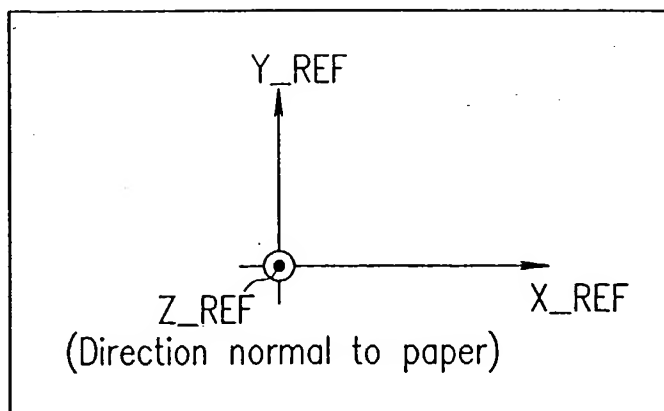 Y_REF
Z_REF
X_REF
(Direction normal to paper)